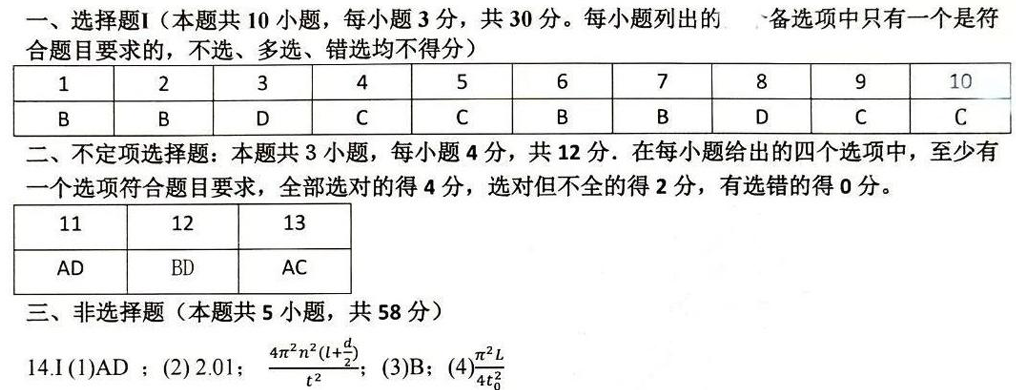 一、选择题I（本题共 10 小题，每小题 3 分，共 30 分。每小题列出的 备选项中只有一个是符
合题目要求的，不选、多选、错选均不得分）
1 2 3 4 5 6 7 8 9 10
B B D C C B B D C C
二、不定项选择题：本题共 3 小题，每小题 4 分，共 12 分．在每小题给出的四个选项中，至少有
一个选项符合题目要求，全部选对的得 4 分，选对但不全的得 2 分，有选错的得 0 分。
11 12 13
AD BD AC
三、非选择题（本题共 5 小题，共 58 分）
14.I (1)AD ；(2) 2.01； \frac{4π²n²(l+\frac{d}{2})}{t²}；(3)B；(4)\frac{π²L}{4t₀²}